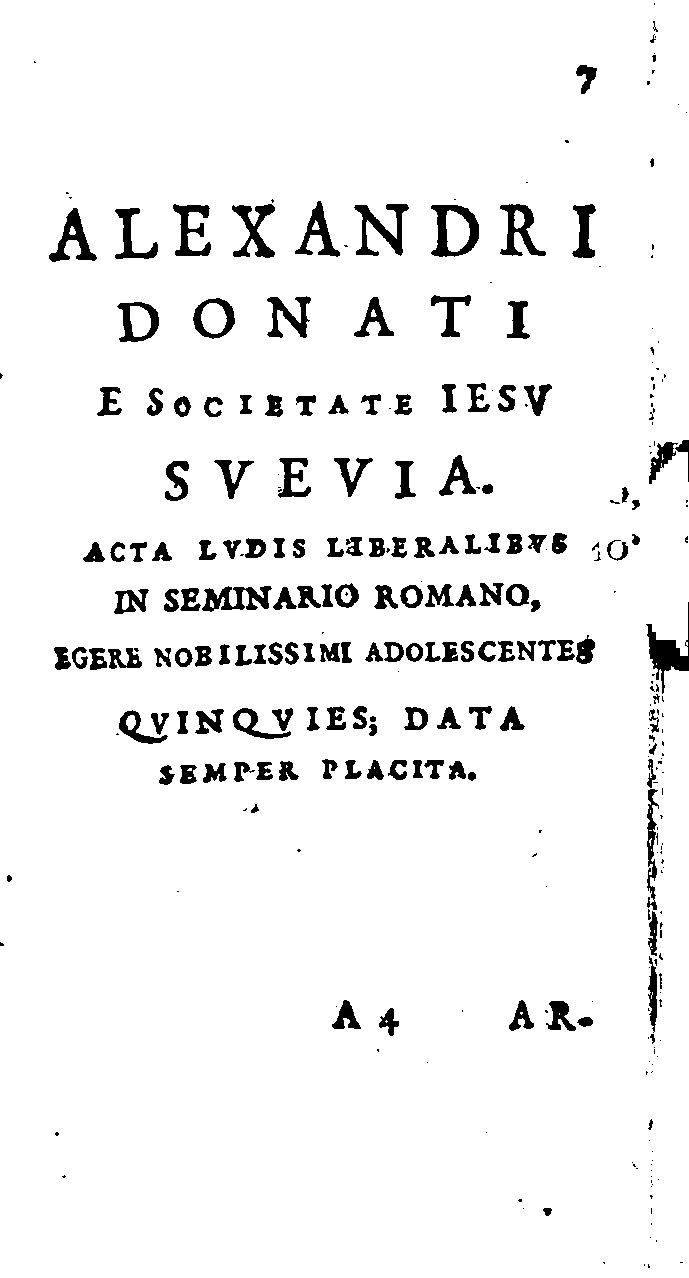 7
ALEXANDRI
DONATI
E SOCIETATE IESV
SVEVIA.
ACTA LVDIS LIBERALIBVS
IN SEMINARIO ROMANO,
EGERE NOBILISSIMI ADOLESCENTES
QVINQVIES; DATA
SEMPER PLACITA.
A 4 AR-